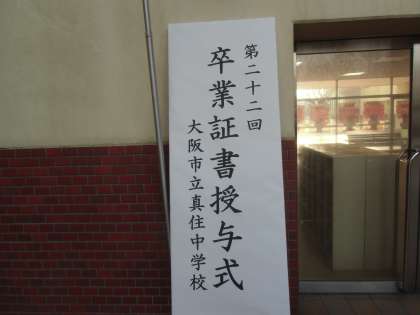 第二十二回
卒業証書授与式
大阪市立真住中学校